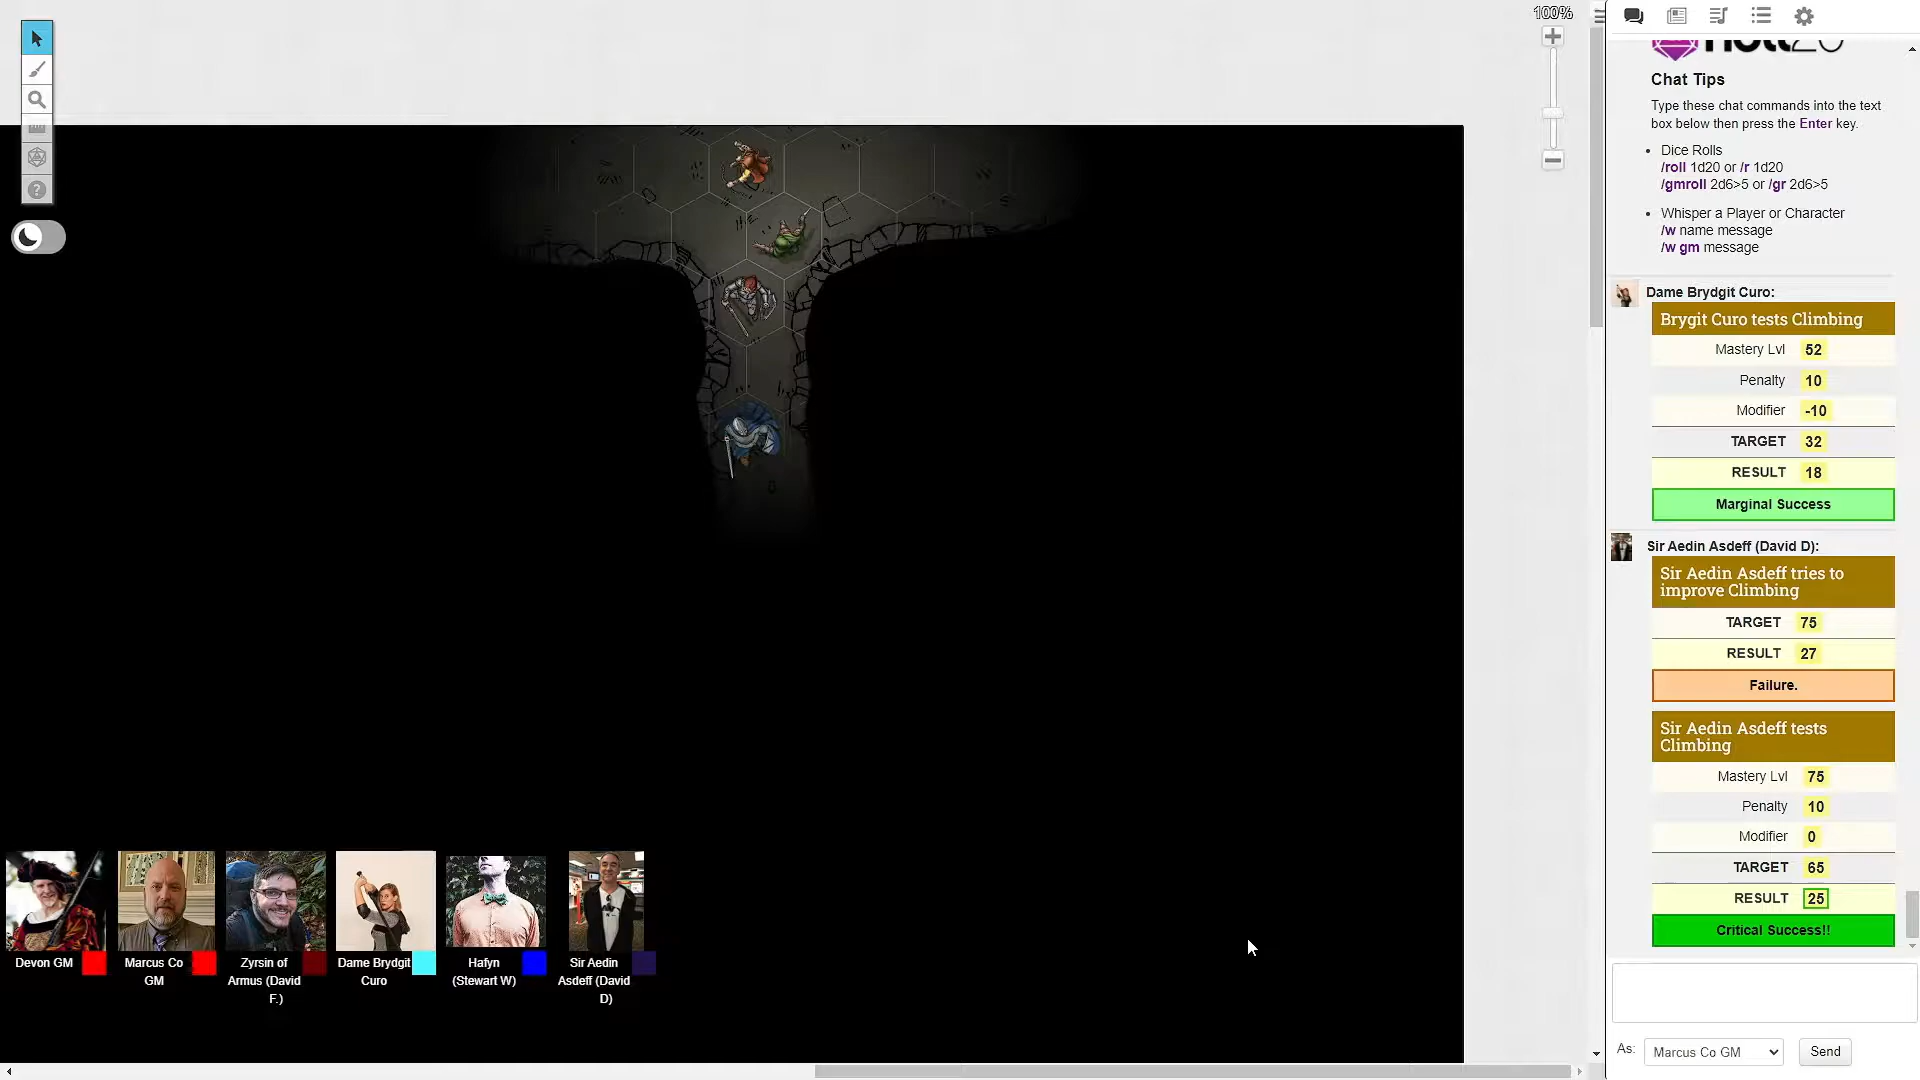 100%
Chat Tips
Type these chat commands into the text
box below then press the Enter key.
Dice Rolls
/roll 1d20 or /r 1d20
/gmroll 2d6>5 or /gr 2d6>5
Whisper a Player or Character
/w name message
/w gm message
Dame Brydgit Curo:
Brygit Curo tests Climbing
Mastery Lvl 52
Penalty 10
Modifier -10
TARGET 32
RESULT 18
Marginal Success
Sir Aedin Asdeff (David D):
Sir Aedin Asdeff tries to
improve Climbing
TARGET 75
RESULT 27
Failure.
Sir Aedin Asdeff tests
Climbing
Mastery Lvl 75
Penalty 10
Modifier 0
TARGET 65
RESULT 25
Critical Success!!
Devon GM
Marcus Co
GM
Zyrsin of
Armus (David
F.)
Dame Brydgit
Curo
Hafyn
(Stewart W)
Sir Aedin
Asdeff (David
D)
As: Marcus Co GM Send